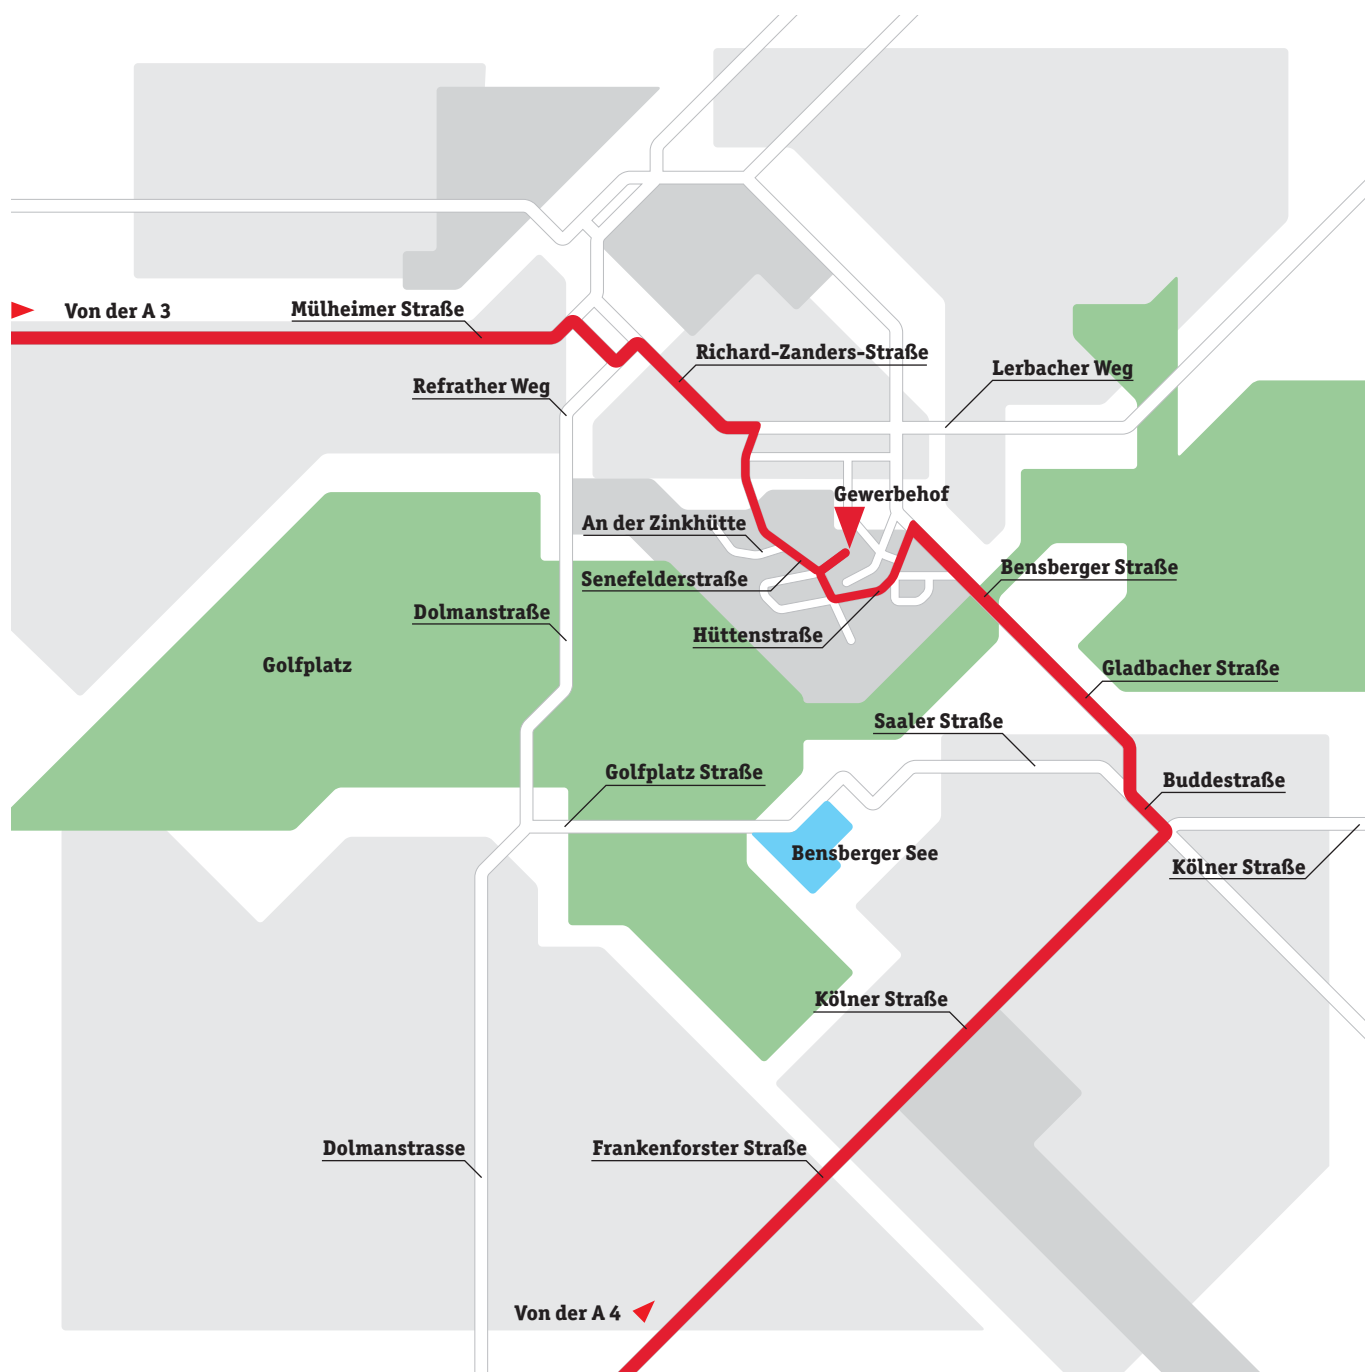 Von der A 3
Mülheimer Straße
Richard-Zanders-Straße
Lerbacher Weg
Refrather Weg
Gewerbehof
An der Zinkhütte
Bensberger Straße
Senefelderstraße
Dolmanstraße
Hüttenstraße
Golfplatz
Gladbacher Straße
Saaler Straße
Golfplatz Straße
Buddestraße
Bensberger See
Kölner Straße
Kölner Straße
Dolmanstrasse
Frankenforster Straße
Von der A 4